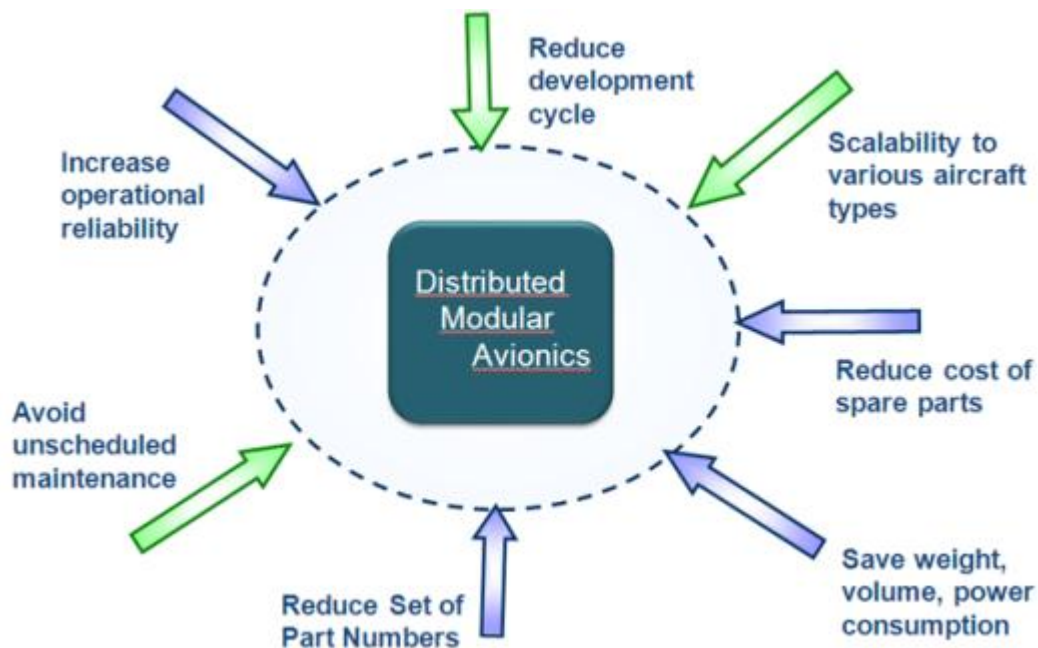 Reduce
development
cycle
Scalability to
various aircraft
types
Increase
operational
reliability
Distributed
Modular
Avionics
Reduce cost of
spare parts
Avoid
unscheduled
maintenance
Save weight,
volume, power
consumption
Reduce Set of
Part Numbers